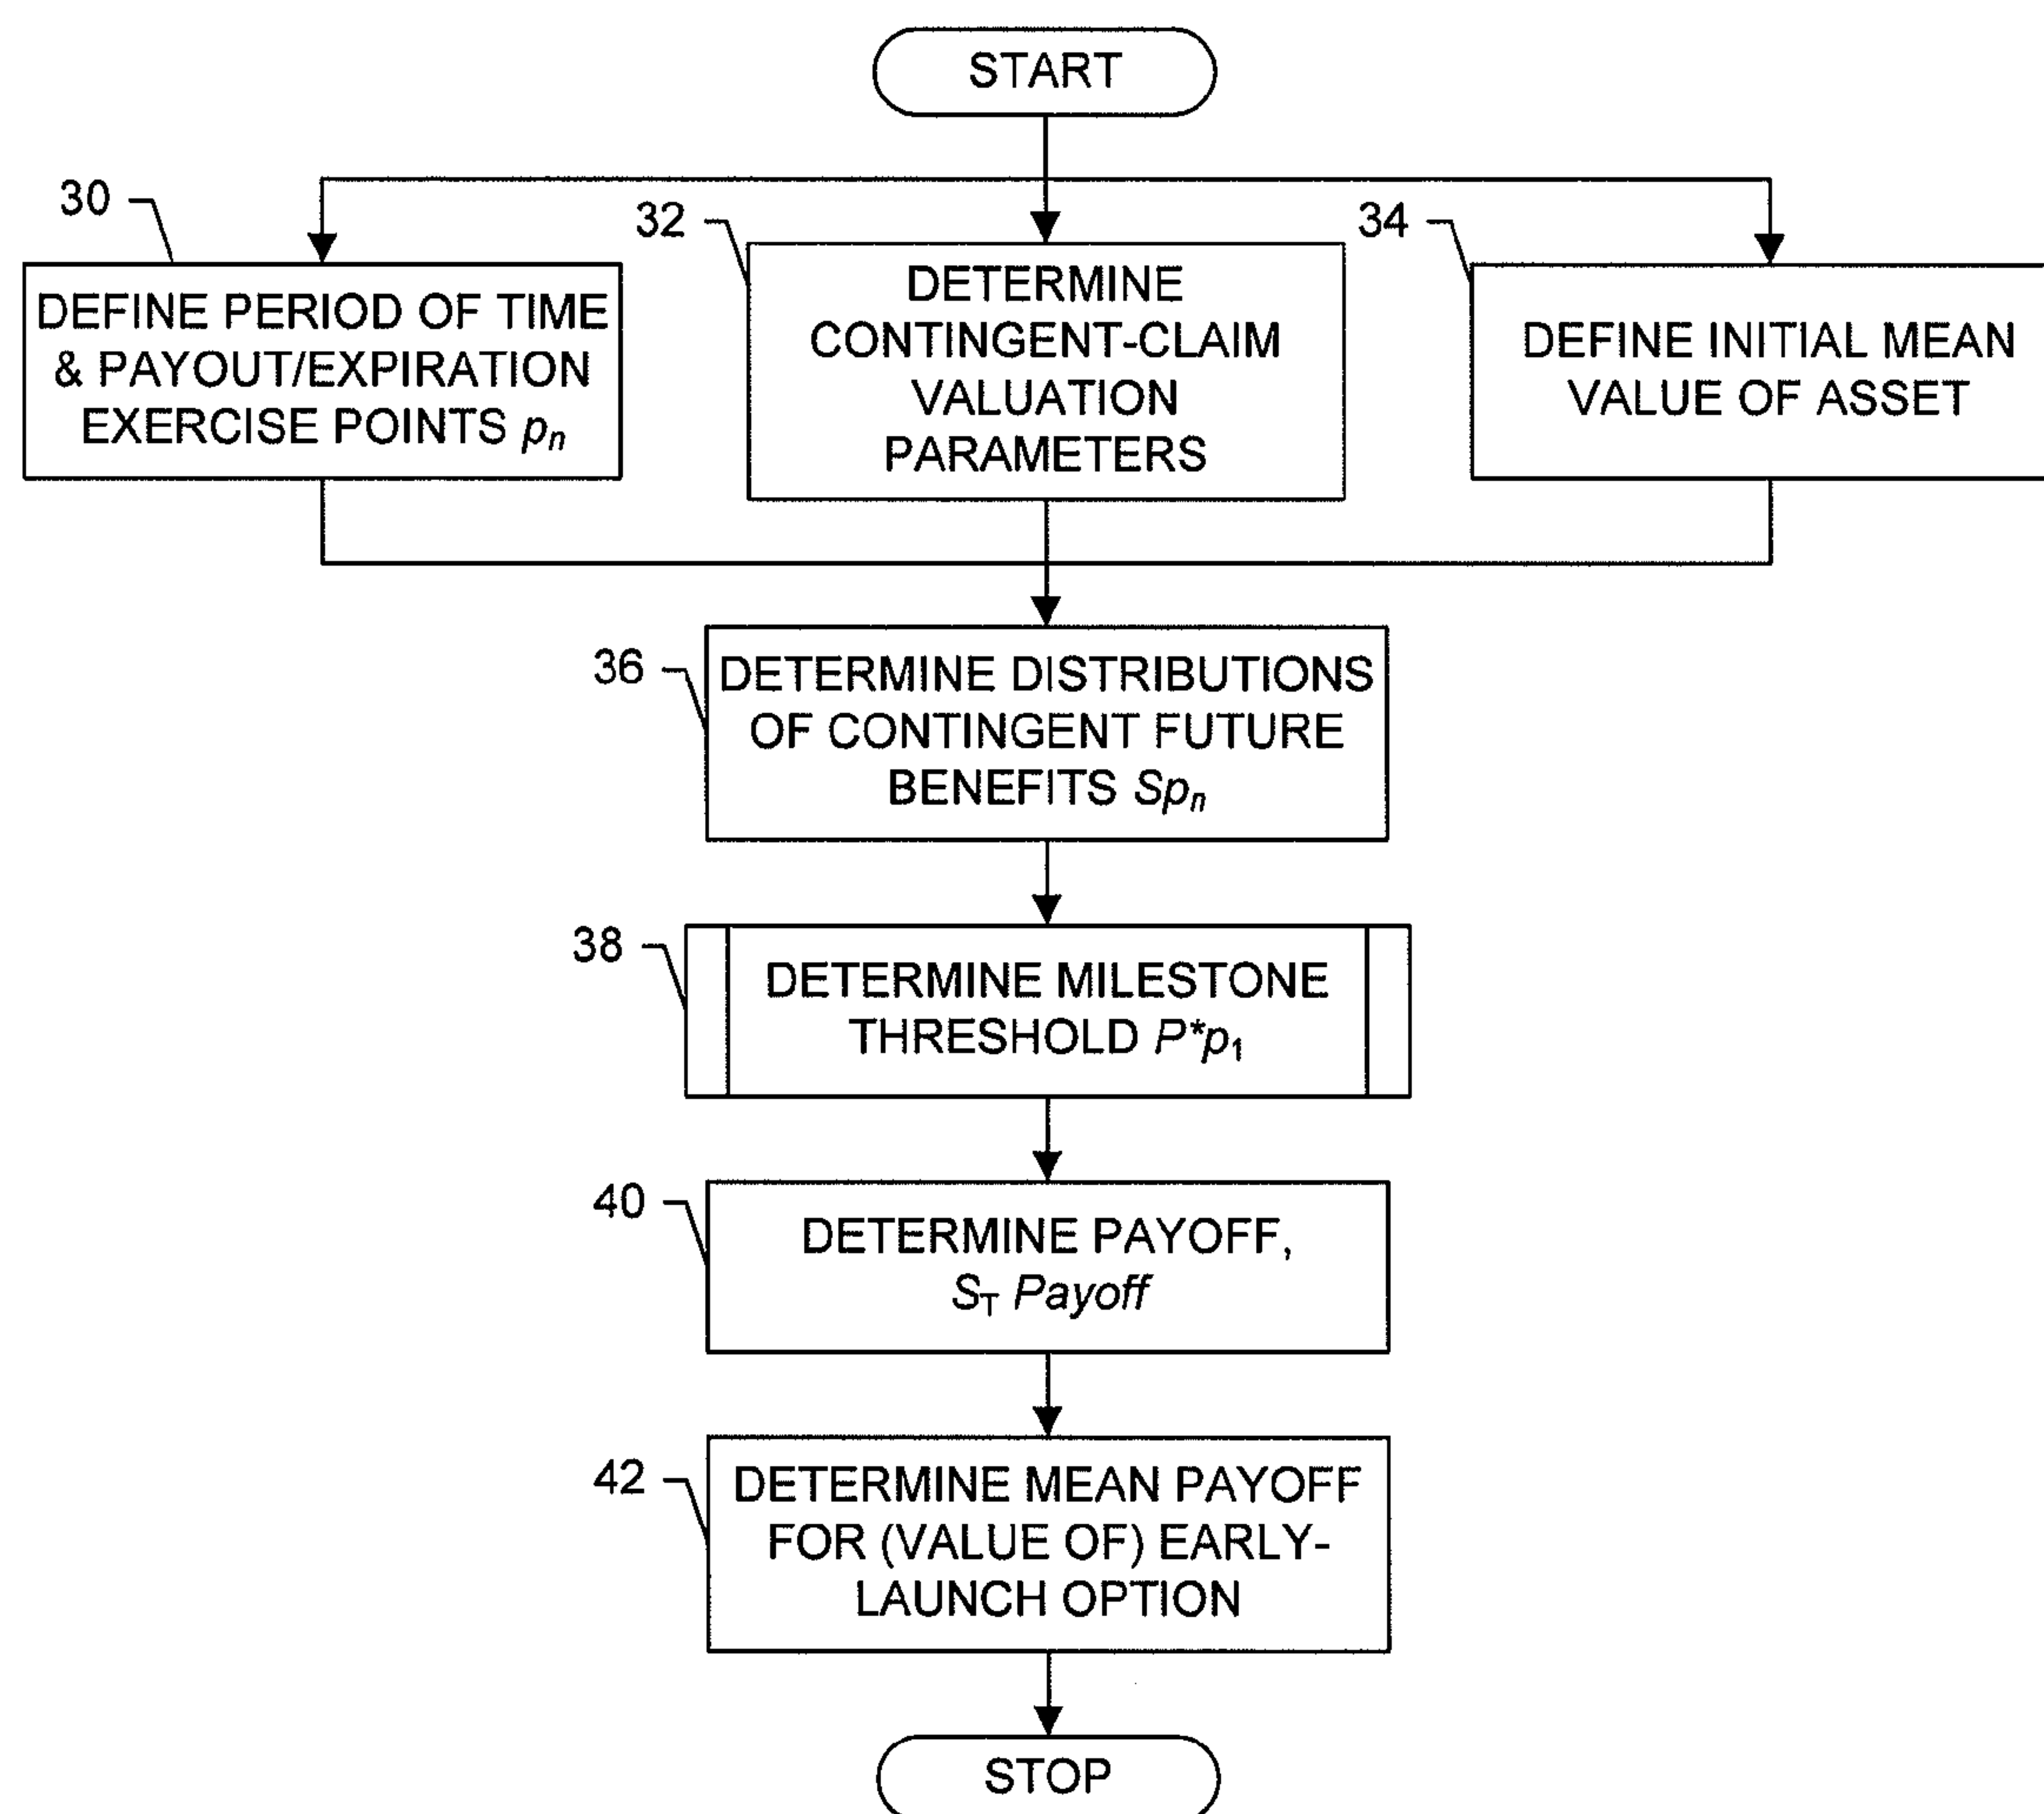 START
30
DEFINE PERIOD OF TIME
& PAYOUT/EXPIRATION
EXERCISE POINTS pₙ
32
DETERMINE
CONTINGENT-CLAIM
VALUATION
PARAMETERS
34
DEFINE INITIAL MEAN
VALUE OF ASSET
36
DETERMINE DISTRIBUTIONS
OF CONTINGENT FUTURE
BENEFITS Spₙ
38
DETERMINE MILESTONE
THRESHOLD P*p₁
40
DETERMINE PAYOFF,
S_T Payoff
42
DETERMINE MEAN PAYOFF
FOR (VALUE OF) EARLY-
LAUNCH OPTION
STOP